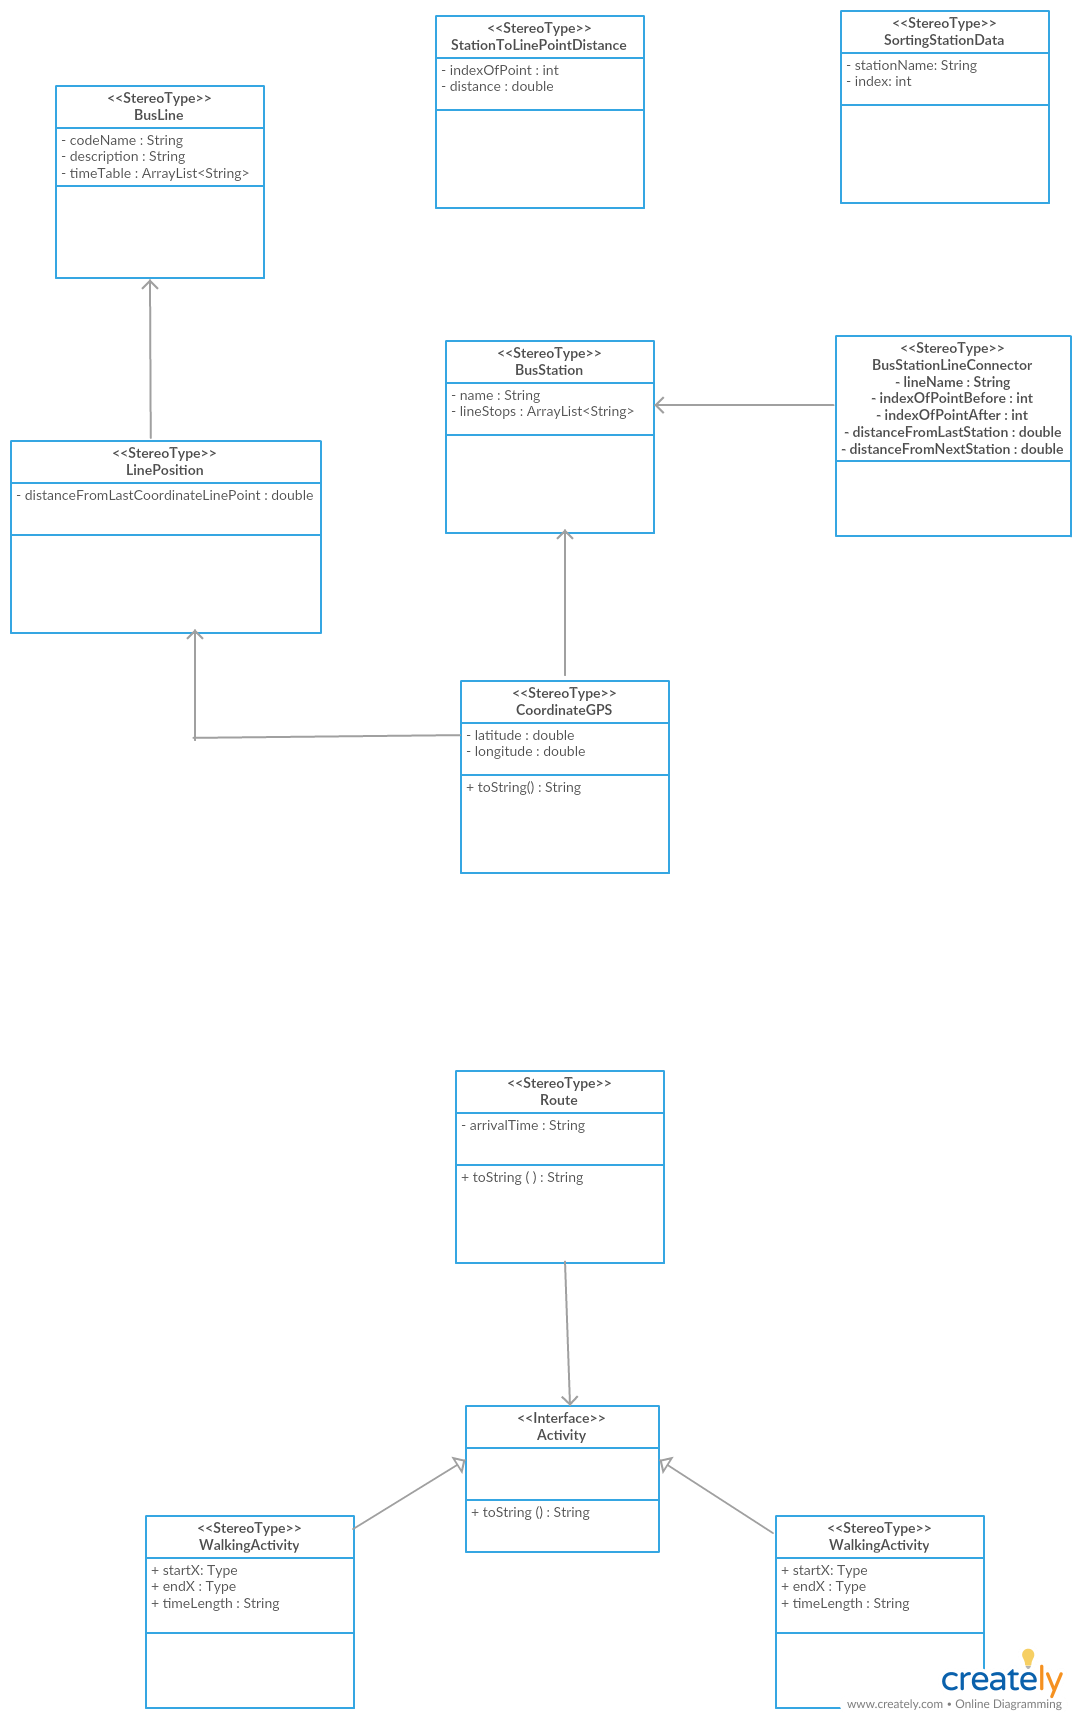 <<StereoType>>
StationToLinePointDistance
- indexOfPoint : int
- distance : double
<<StereoType>>
SortingStationData
- stationName: String
- index: int
<<StereoType>>
BusLine
- codeName : String
- description : String
- timeTable : ArrayList<String>
<<StereoType>>
BusStation
- name : String
- lineStops : ArrayList<String>
<<StereoType>>
BusStationLineConnector
- lineName : String
- indexOfPointBefore : int
- indexOfPointAfter : int
- distanceFromLastStation : double
- distanceFromNextStation : double
<<StereoType>>
LinePosition
- distanceFromLastCoordinateLinePoint : double
<<StereoType>>
CoordinateGPS
- latitude : double
- longitude : double
+ toString() : String
<<StereoType>>
Route
- arrivalTime : String
+ toString ( ) : String
<<Interface>>
Activity
+ toString () : String
<<StereoType>>
WalkingActivity
+ startX: Type
+ endX : Type
+ timeLength : String
<<StereoType>>
WalkingActivity
+ startX: Type
+ endX : Type
+ timeLength : String
creately
www.creately.com • Online Diagramming